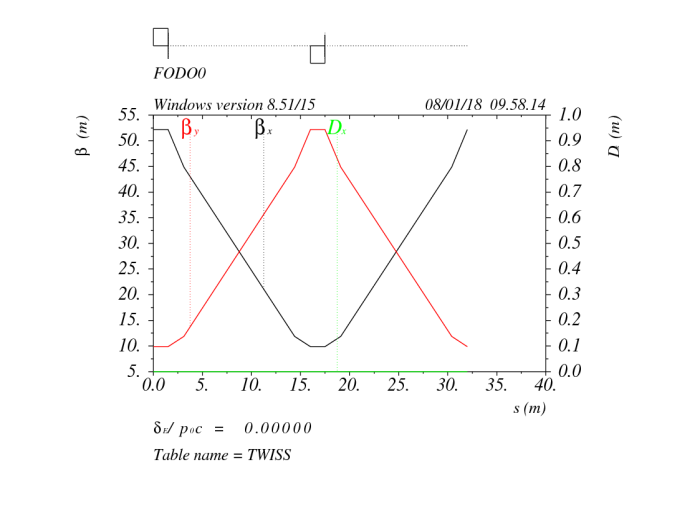 FODO0
Windows version 8.51/15 08/01/18 09.58.14
β (m)
D (m)
βy βx Dx
55. 1.0
50. 0.9
45. 0.8
40. 0.7
35. 0.6
30. 0.5
25. 0.4
20. 0.3
15. 0.2
10. 0.1
5. 0.0
0.0 5. 10. 15. 20. 25. 30. 35. 40.
s (m)
δE/ p0c = 0.00000
Table name = TWISS